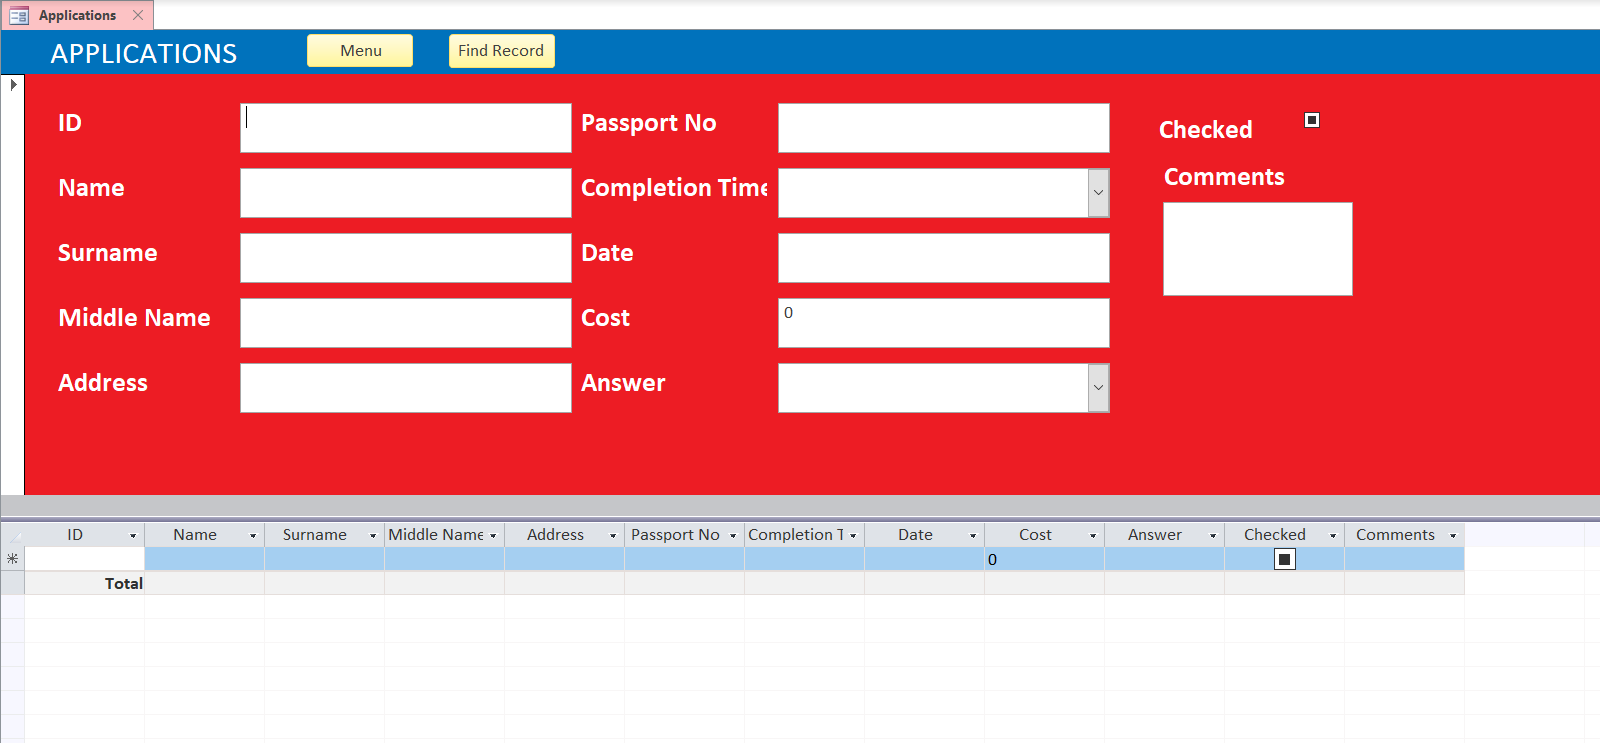 Applications
APPLICATIONS
Menu
Find Record
ID
Passport No
Checked
Name
Completion Time
Comments
Surname
Date
Middle Name
Cost
0
Address
Answer
ID Name Surname Middle Name Address Passport No Completion T Date Cost Answer Checked Comments
0
Total